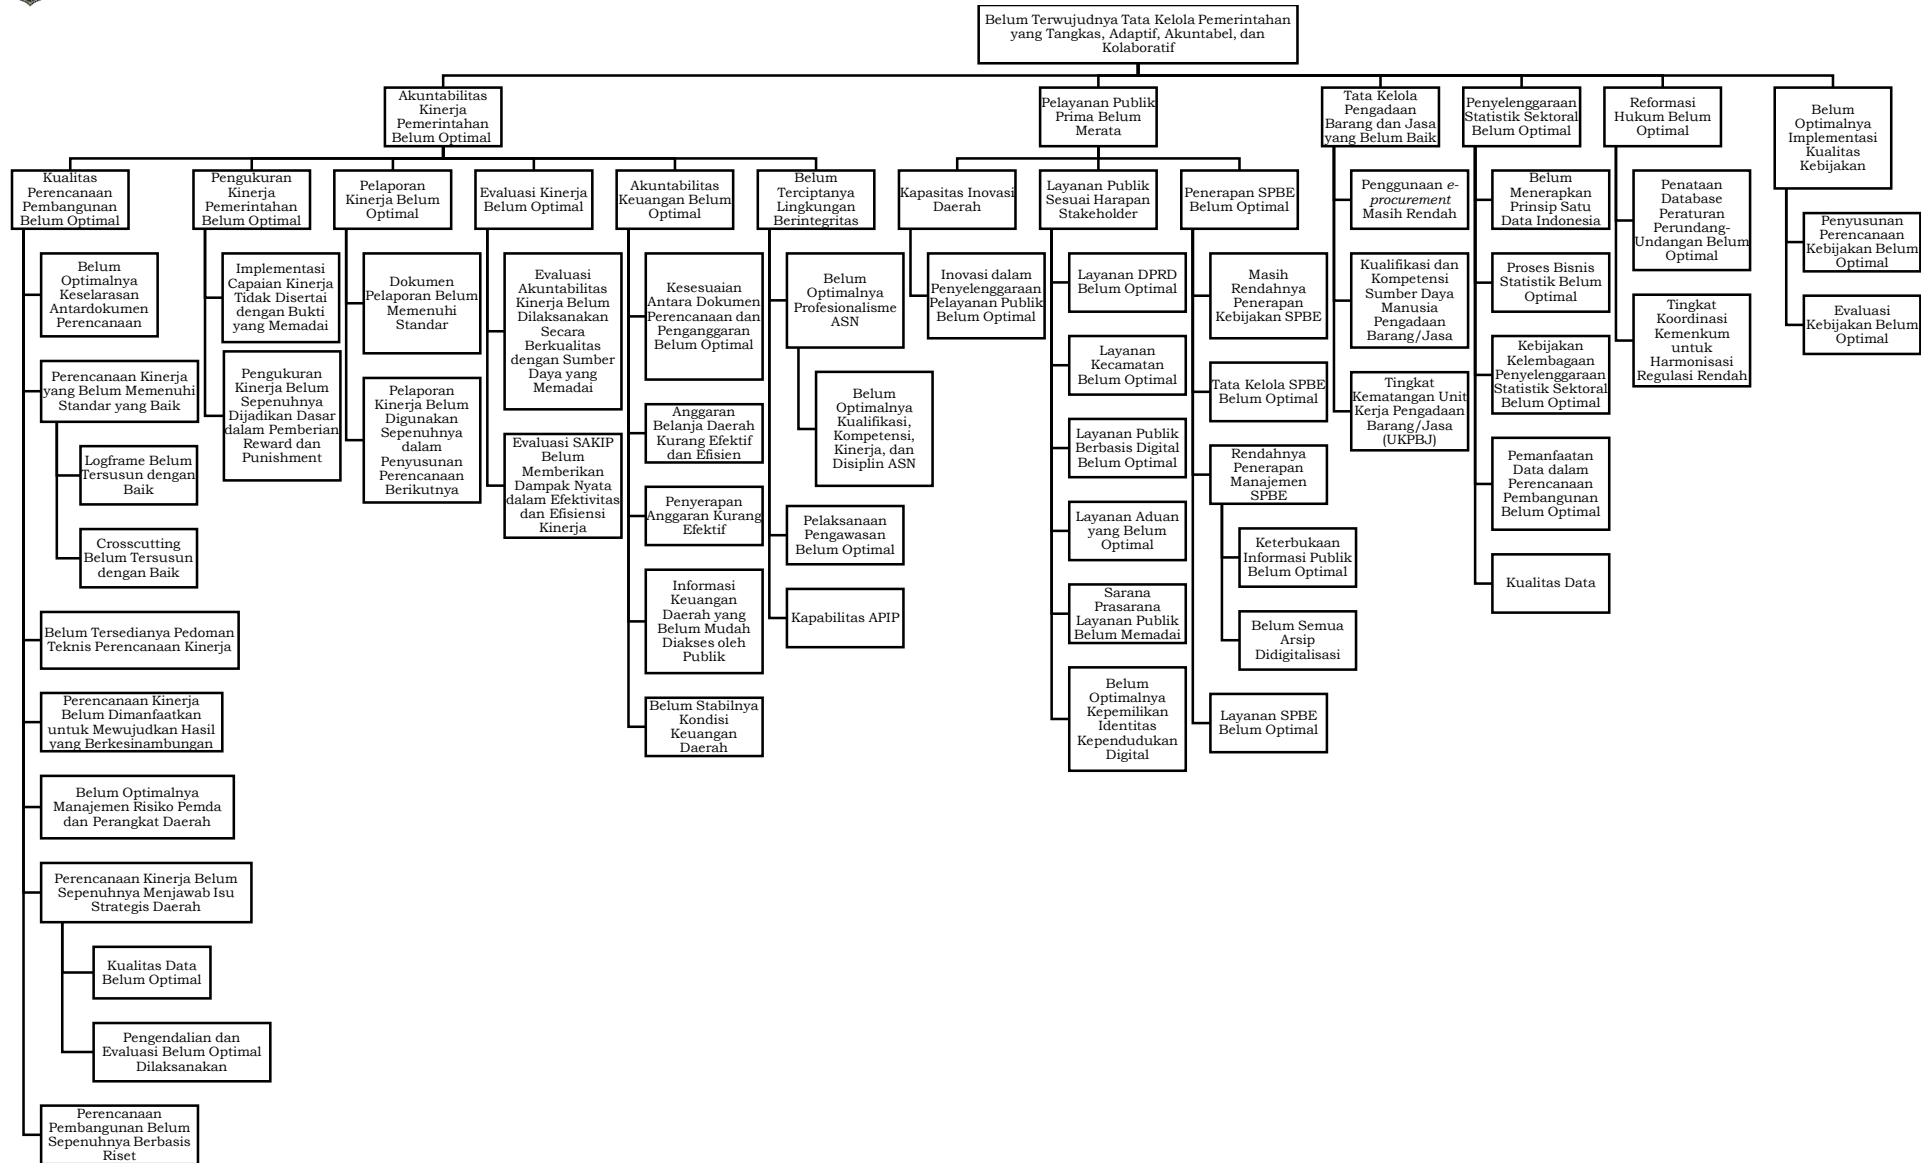 Belum Terwujudnya Tata Kelola Pemerintahan
yang Tangkas, Adaptif, Akuntabel, dan
Kolaboratif
Akuntabilitas
Kinerja
Pemerintahan
Belum Optimal
Kualitas
Perencanaan
Pembangunan
Belum Optimal
Belum
Optimalnya
Keselarasan
Antardokumen
Perencanaan
Perencanaan Kinerja
yang Belum Memenuhi
Standar yang Baik
Logframe Belum
Tersusun dengan
Baik
Crosscutting
Belum Tersusun
dengan Baik
Belum Tersedianya Pedoman
Teknis Perencanaan Kinerja
Perencanaan Kinerja
Belum Dimanfaatkan
untuk Mewujudkan Hasil
yang Berkesinambungan
Belum Optimalnya
Manajemen Risiko Pemda
dan Perangkat Daerah
Perencanaan Kinerja Belum
Sepenuhnya Menjawab Isu
Strategis Daerah
Kualitas Data
Belum Optimal
Pengendalian dan
Evaluasi Belum Optimal
Dilaksanakan
Perencanaan
Pembangunan Belum
Sepenuhnya Berbasis
Riset
Pengukuran
Kinerja
Pemerintahan
Belum Optimal
Implementasi
Capaian Kinerja
Tidak Disertai
dengan Bukti
yang Memadai
Pengukuran
Kinerja Belum
Sepenuhnya
Dijadikan Dasar
dalam Pemberian
Reward dan
Punishment
Pelaporan
Kinerja Belum
Optimal
Dokumen
Pelaporan Belum
Memenuhi
Standar
Pelaporan
Kinerja Belum
Digunakan
Sepenuhnya
dalam
Penyusunan
Perencanaan
Berikutnya
Evaluasi Kinerja
Belum Optimal
Evaluasi
Akuntabilitas
Kinerja Belum
Dilaksanakan
Secara
Berkualitas
dengan Sumber
Daya yang
Memadai
Evaluasi SAKIP
Belum
Memberikan
Dampak Nyata
dalam Efektivitas
dan Efisiensi
Kinerja
Akuntabilitas
Keuangan Belum
Optimal
Kesesuaian
Antara Dokumen
Perencanaan dan
Penganggaran
Belum Optimal
Anggaran
Belanja Daerah
Kurang Efektif
dan Efisien
Penyerapan
Anggaran Kurang
Efektif
Informasi
Keuangan
Daerah yang
Belum Mudah
Diakses oleh
Publik
Belum Stabilnya
Kondisi
Keuangan
Daerah
Belum
Terciptanya
Lingkungan
Berintegritas
Belum
Optimalnya
Profesionalisme
ASN
Belum
Optimalnya
Kualifikasi,
Kompetensi,
Kinerja, dan
Disiplin ASN
Pelaksanaan
Pengawasan
Belum Optimal
Kapabilitas APIP
Pelayanan Publik
Prima Belum
Merata
Kapasitas Inovasi
Daerah
Inovasi dalam
Penyelenggaraan
Pelayanan Publik
Belum Optimal
Layanan Publik
Sesuai Harapan
Stakeholder
Layanan DPRD
Belum Optimal
Layanan
Kecamatan
Belum Optimal
Layanan Publik
Berbasis Digital
Belum Optimal
Layanan Aduan
yang Belum
Optimal
Sarana
Prasarana
Layanan Publik
Belum Memadai
Belum
Optimalnya
Kepemilikan
Identitas
Kependudukan
Digital
Penerapan SPBE
Belum Optimal
Masih
Rendahnya
Penerapan
Kebijakan SPBE
Tata Kelola SPBE
Belum Optimal
Rendahnya
Penerapan
Manajemen
SPBE
Keterbukaan
Informasi Publik
Belum Optimal
Belum Semua
Arsip
Didigitalisasi
Layanan SPBE
Belum Optimal
Tata Kelola
Pengadaan
Barang dan Jasa
yang Belum Baik
Penggunaan e-
procurement
Masih Rendah
Kualifikasi dan
Kompetensi
Sumber Daya
Manusia
Pengadaan
Barang/Jasa
Tingkat
Kematangan Unit
Kerja Pengadaan
Barang/Jasa
(UKPBJ)
Penyelenggaraan
Statistik Sektoral
Belum Optimal
Belum
Menerapkan
Prinsip Satu
Data Indonesia
Proses Bisnis
Statistik Belum
Optimal
Kebijakan
Kelembagaan
Penyelenggaraan
Statistik Sektoral
Belum Optimal
Pemanfaatan
Data dalam
Perencanaan
Pembangunan
Belum Optimal
Kualitas Data
Reformasi
Hukum Belum
Optimal
Penataan
Database
Peraturan
Perundang-
Undangan Belum
Optimal
Tingkat
Koordinasi
Kemenkum
untuk
Harmonisasi
Regulasi Rendah
Belum
Optimalnya
Implementasi
Kualitas
Kebijakan
Penyusunan
Perencanaan
Kebijakan Belum
Optimal
Evaluasi
Kebijakan Belum
Optimal